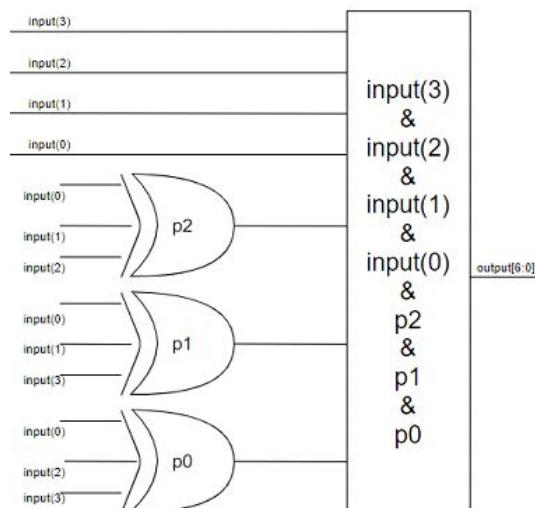 input(3)
input(2)
input(1)
input(0)
input(0)
input(1)
input(2)
p2
input(0)
input(1)
input(3)
p1
input(0)
input(2)
input(3)
p0
input(3)
&
input(2)
&
input(1)
&
input(0)
&
p2
&
p1
&
p0
output[6:0]